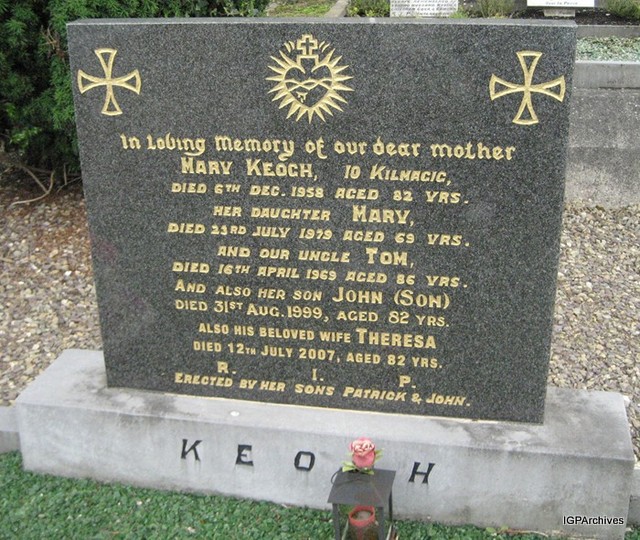 In Loving Memory of our dear mother
MARY KEOGH, 10 KILNAGIC,
DIED 6TH DEC. 1958 AGED 82 YRS.
HER DAUGHTER MARY,
DIED 23RD JULY 1979 AGED 69 YRS.
AND OUR UNCLE TOM,
DIED 16TH APRIL 1969 AGED 86 YRS.
AND ALSO HER SON JOHN (SON)
DIED 31ST AUG. 1999, AGED 82 YRS.
ALSO HIS BELOVED WIFE THERESA
DIED 12TH JULY 2007, AGED 82 YRS.
R. I. P.
ERECTED BY HER SONS PATRICK & JOHN.
KEOGH
IGPArchives